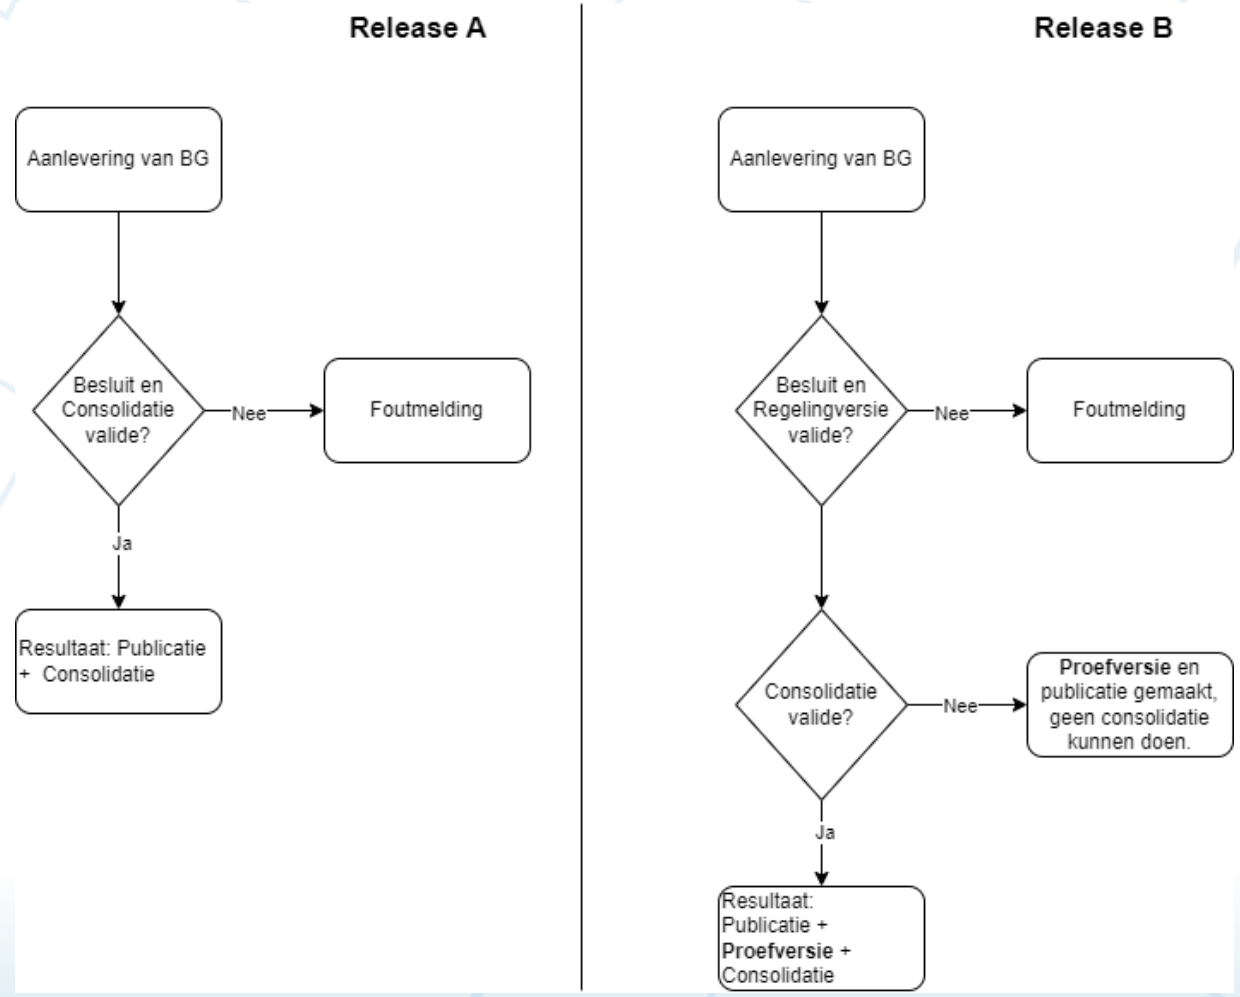 Release A
Aanlevering van BG
Besluit en
Consolidatie
valide?
Nee
Foutmelding
Ja
Resultaat: Publicatie
+ Consolidatie
Release B
Aanlevering van BG
Besluit en
Regelingversie
valide?
Nee
Foutmelding
Consolidatie
valide?
Nee
Proefversie en
publicatie gemaakt,
geen consolidatie
kunnen doen.
Ja
Resultaat:
Publicatie +
Proefversie +
Consolidatie